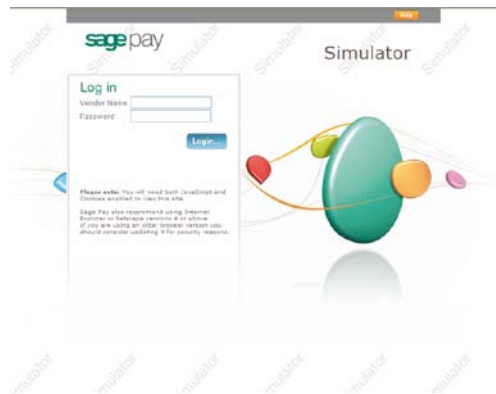 Help
sage pay
Simulator
Log in
Vendor Name
Password
Login...
Please note: You will need both JavaScript and
Cookies enabled to view this site.
Sage Pay also recommend using Internet
Explorer or Netscape versions 4 or above.
If you are using an older browser version you
should consider updating it for security reasons.
Simulator
Simulator
Simulator
Simulator
Simulator
Simulator
Simulator
Simulator